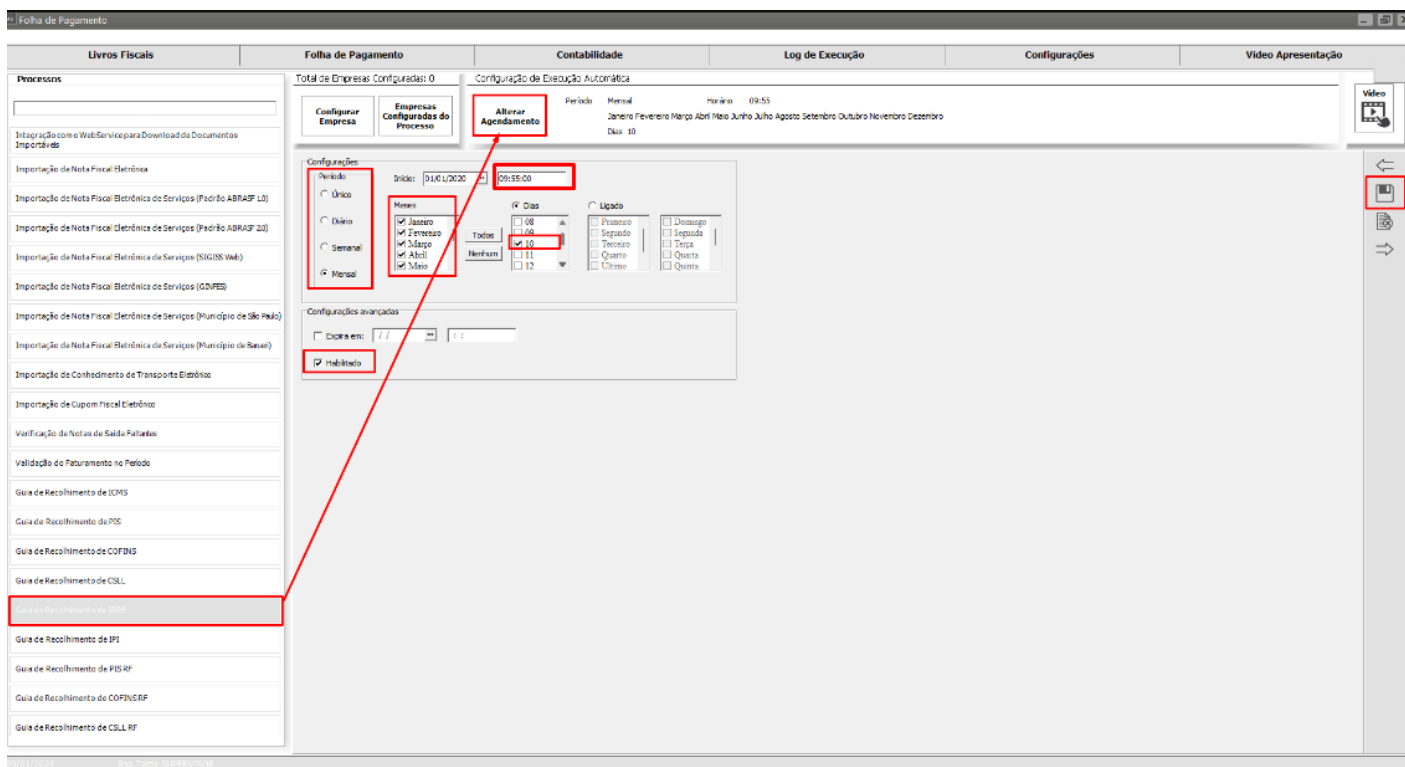 Folha de Pagamento
Livros Fiscais
Folha de Pagamento
Contabilidade
Log de Execução
Configurações
Video Apresentação
Processos
Total de Empresas Configuradas: 0
Configuração de Execução Automática
Configurar
Empresa
Empresas
Configuradas do
Processo
Alterar
Agendamento
Período Mensal Horário 09:55
Janeiro Fevereiro Março Abril Maio Junho Julho Agosto Setembro Outubro Novembro Dezembro
Dias 10
Video
Integração com o WebService para Download de Documentos
Importáveis
Importação de Nota Fiscal Eletrônica
Importação de Nota Fiscal Eletrônica de Serviços (Padrão ABRASF 1.0)
Importação de Nota Fiscal Eletrônica de Serviços (Padrão ABRASF 2.0)
Importação de Nota Fiscal Eletrônica de Serviços (SIGISS Web)
Importação de Nota Fiscal Eletrônica de Serviços (GINFES)
Importação de Nota Fiscal Eletrônica de Serviços (Município de São Paulo)
Importação de Nota Fiscal Eletrônica de Serviços (Município de Barueri)
Importação de Conhecimento de Transporte Eletrônico
Importação de Cupom Fiscal Eletrônico
Verificação de Notas de Saída Faltantes
Validação do Faturamento no Período
Guia de Recolhimento de ICMS
Guia de Recolhimento de PIS
Guia de Recolhimento de COFINS
Guia de Recolhimento de CSLL
Guia de Recolhimento de IRRF
Guia de Recolhimento de IPI
Guia de Recolhimento de PIS RF
Guia de Recolhimento de COFINS RF
Guia de Recolhimento de CSLL RF
Configurações
Período
Único
Diário
Semanal
Mensal
Início: 01/01/2020 09:55:00
Meses
Janeiro
Fevereiro
Março
Abril
Maio
Todos
Nenhum
Dias
08
09
10
11
12
Ligado
Primeiro
Segundo
Terceiro
Quarto
Último
Domingo
Segunda
Terça
Quarta
Quinta
Configurações avançadas
Expira em: / / : :
Habilitado
SUPERVISOR